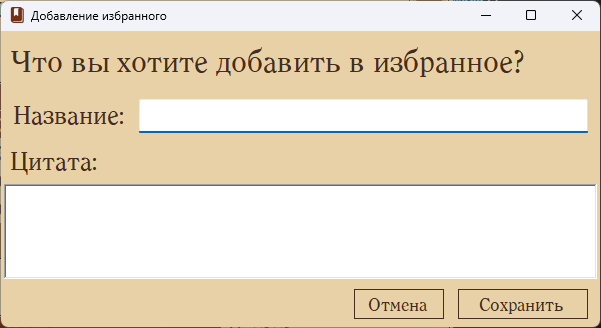 Добавление избранного
Что вы хотите добавить в избранное?
Название:
Цитата:
Отмена Сохранить